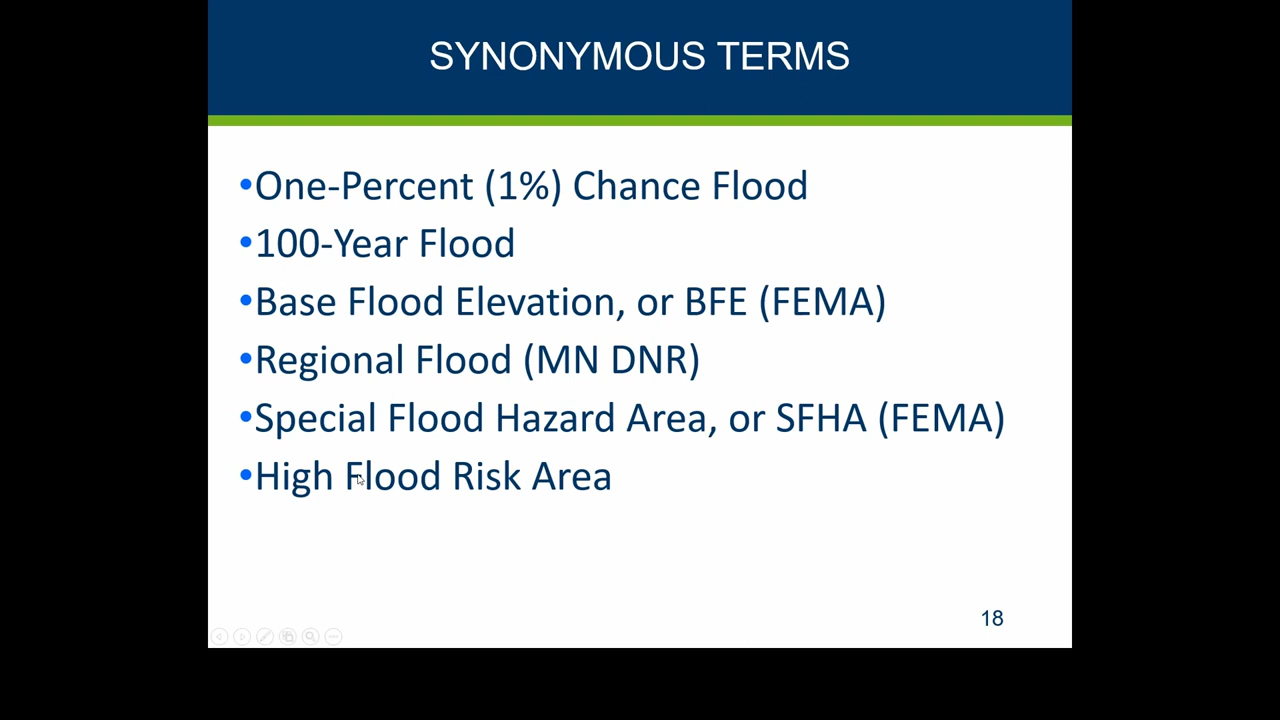 SYNONYMOUS TERMS
•One-Percent (1%) Chance Flood
•100-Year Flood
•Base Flood Elevation, or BFE (FEMA)
•Regional Flood (MN DNR)
•Special Flood Hazard Area, or SFHA (FEMA)
•High Flood Risk Area
18